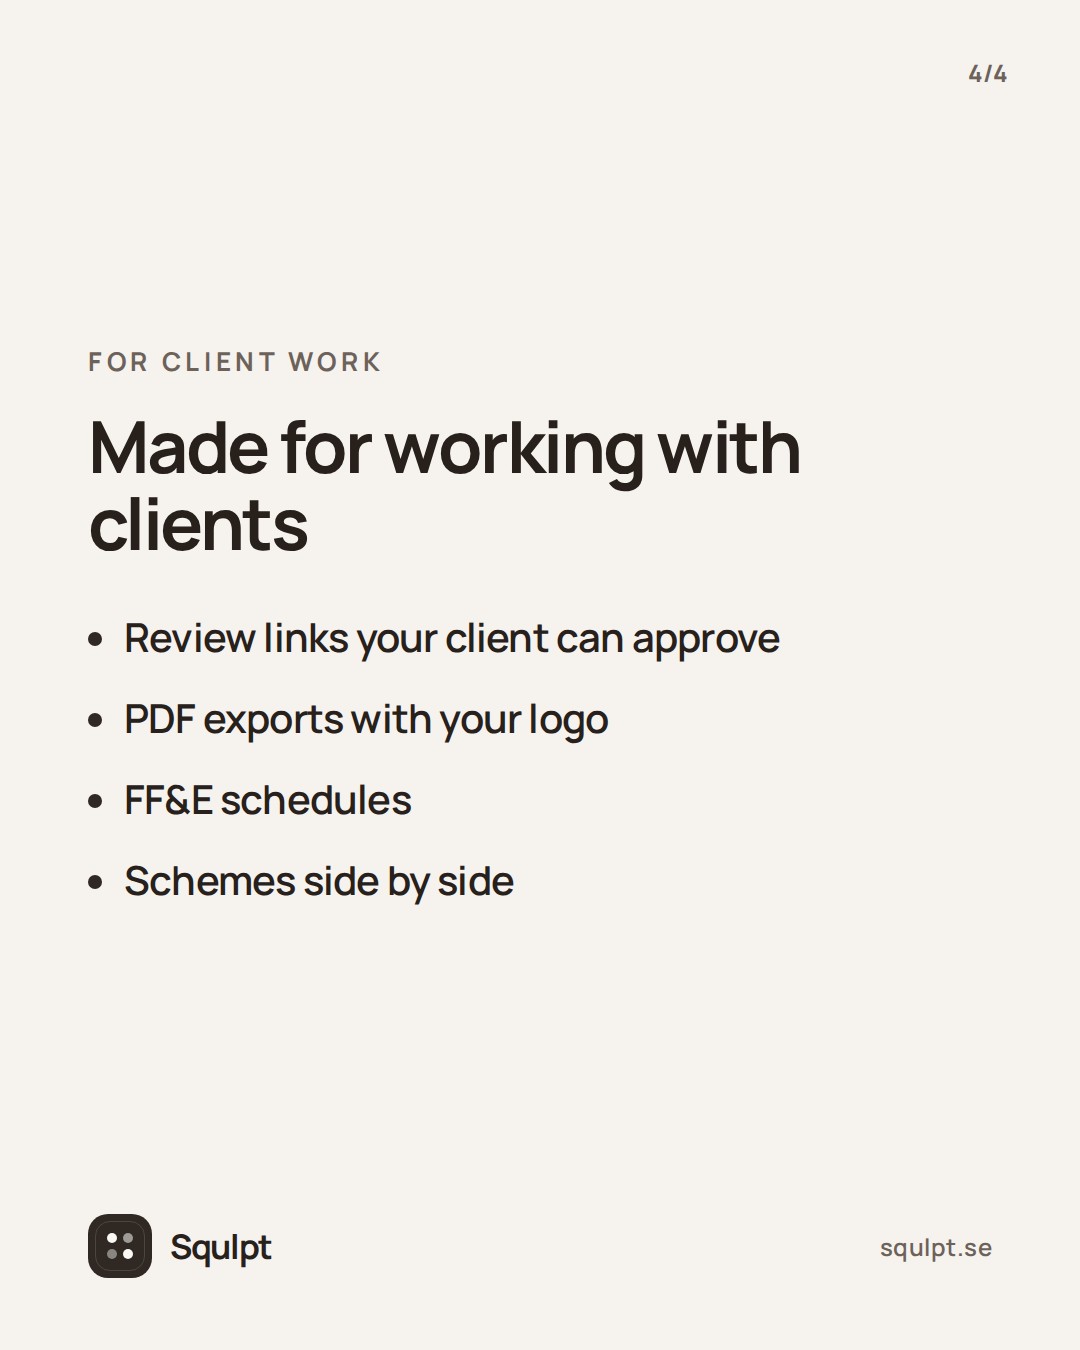 4/4
FOR CLIENT WORK
Made for working with
clients
• Review links your client can approve
• PDF exports with your logo
• FF&E schedules
• Schemes side by side
Squlpt
squlpt.se